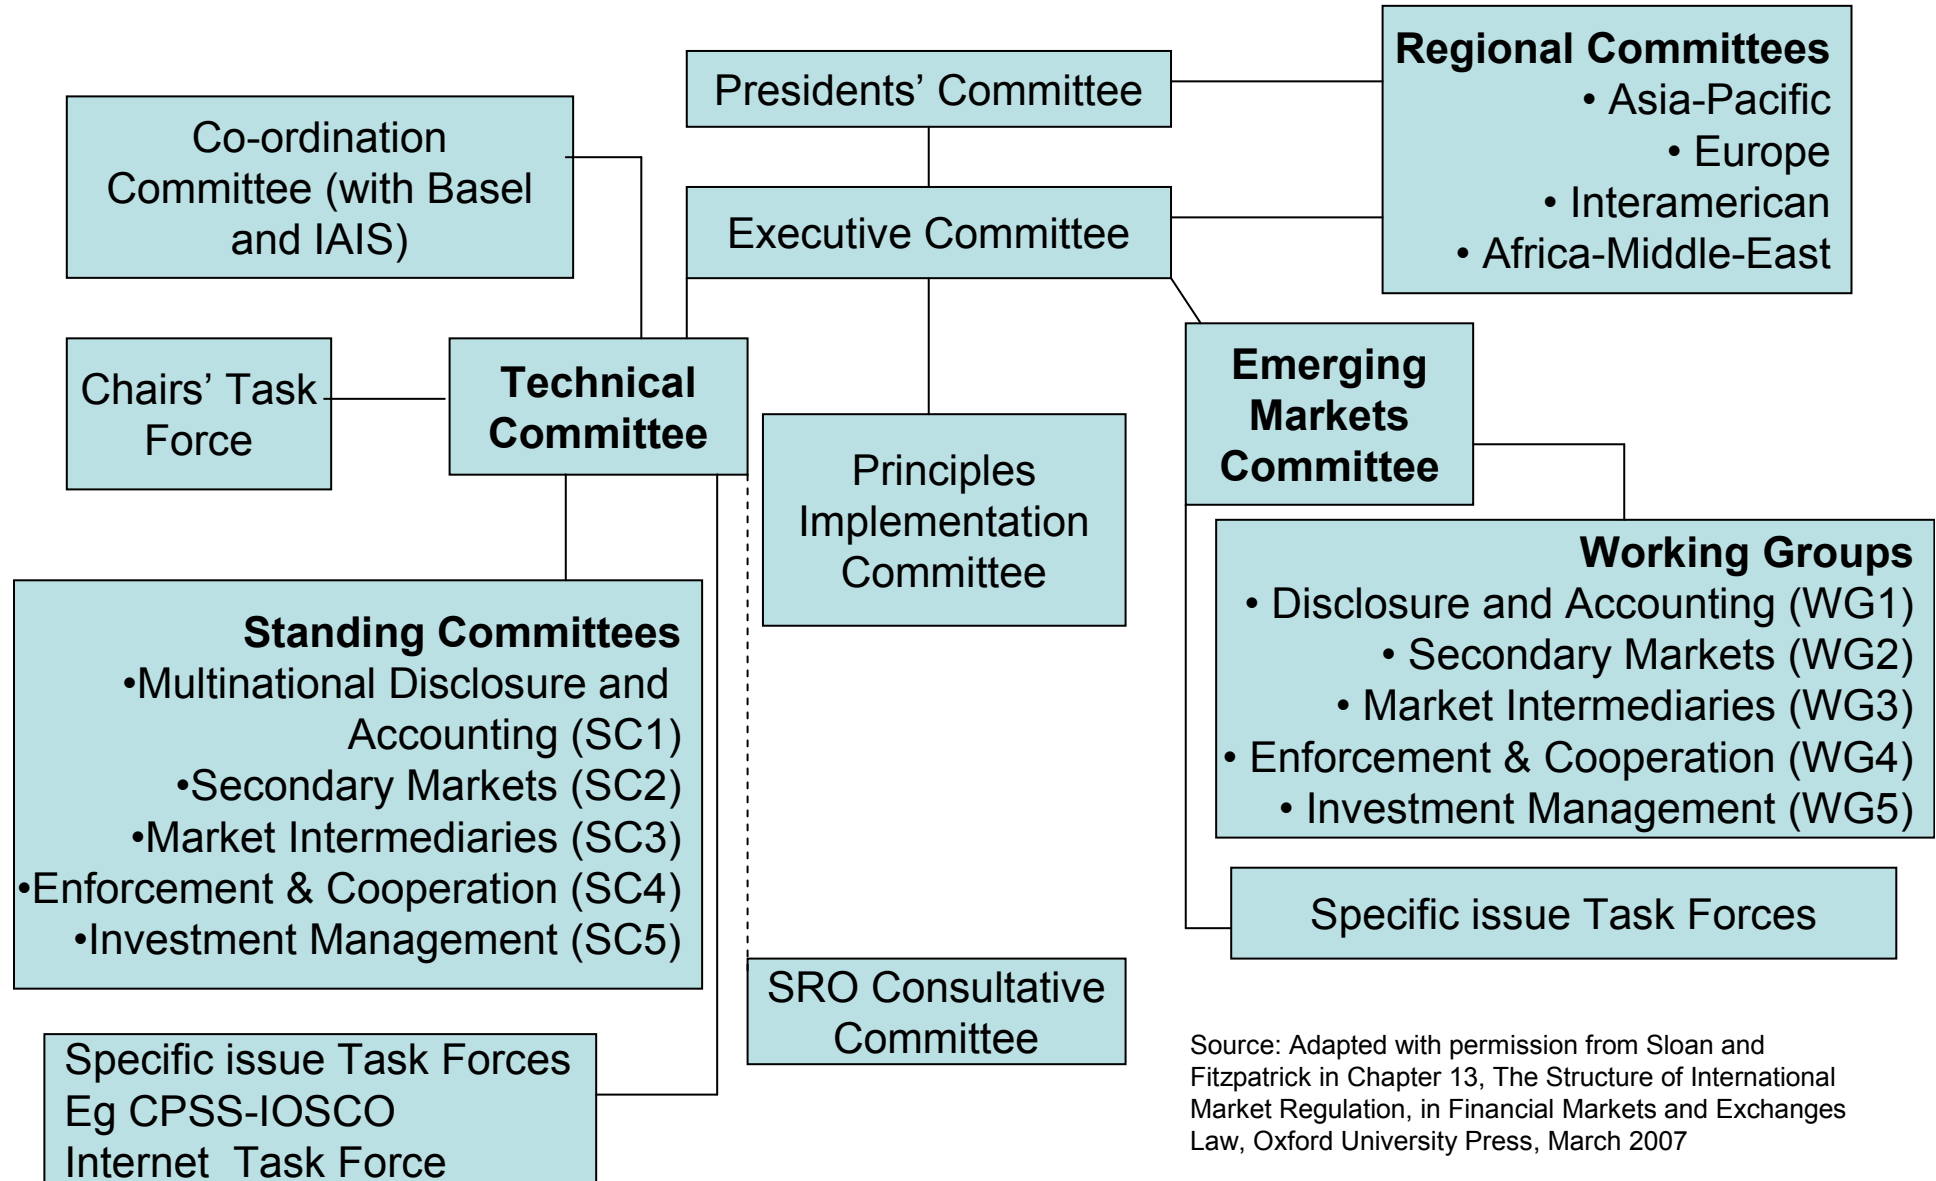 Presidents’ Committee
Regional Committees
• Asia-Pacific
• Europe
• Interamerican
• Africa-Middle-East
Co-ordination
Committee (with Basel
and IAIS)
Executive Committee
Chairs’ Task
Force
Technical
Committee
Principles
Implementation
Committee
Emerging
Markets
Committee
Working Groups
• Disclosure and Accounting (WG1)
• Secondary Markets (WG2)
• Market Intermediaries (WG3)
• Enforcement & Cooperation (WG4)
• Investment Management (WG5)
Standing Committees
•Multinational Disclosure and
Accounting (SC1)
•Secondary Markets (SC2)
•Market Intermediaries (SC3)
•Enforcement & Cooperation (SC4)
•Investment Management (SC5)
Specific issue Task Forces
SRO Consultative
Committee
Specific issue Task Forces
Eg CPSS-IOSCO
Internet Task Force
Source: Adapted with permission from Sloan and
Fitzpatrick in Chapter 13, The Structure of International
Market Regulation, in Financial Markets and Exchanges
Law, Oxford University Press, March 2007